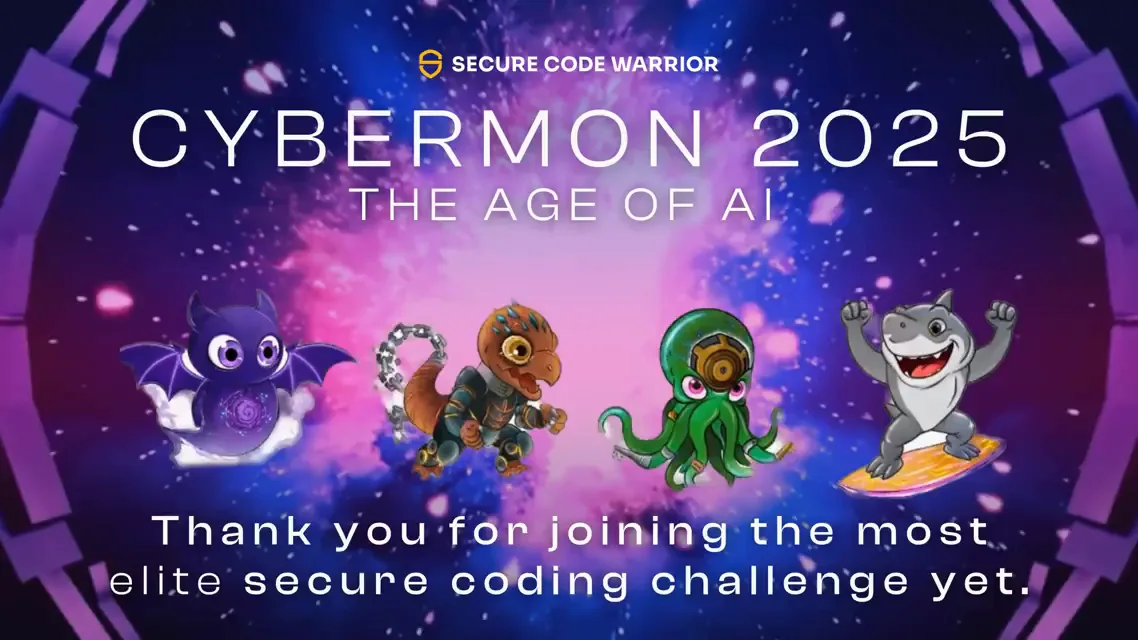 SECURE CODE WARRIOR
CYBERMON 2025
THE AGE OF AI
Thank you for joining the most
elite secure coding challenge yet.